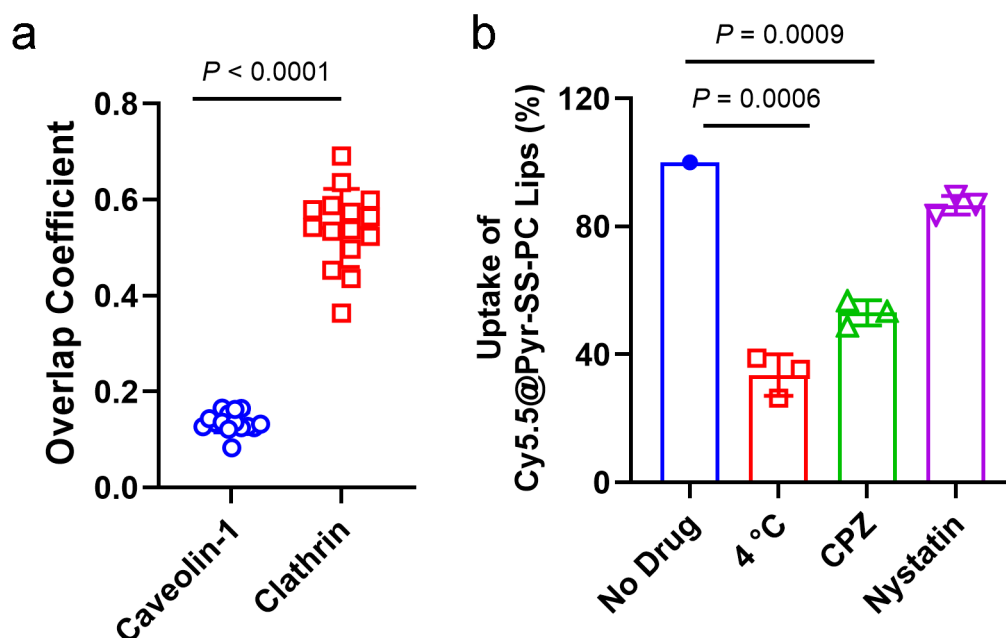 a
P < 0.0001
Overlap Coefficient
0.8
0.6
0.4
0.2
0.0
Caveolin-1
Clathrin
b
P = 0.0009
P = 0.0006
Uptake of
Cy5.5@Pyr-SS-PC Lips (%)
120
80
40
0
No Drug
4 °C
CPZ
Nystatin